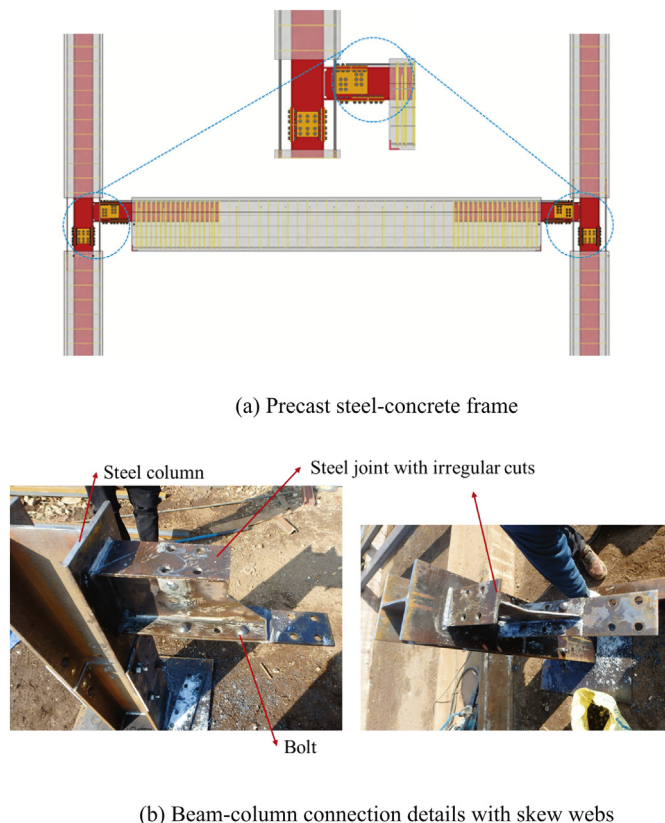 (a) Precast steel-concrete frame
Steel column
Steel joint with irregular cuts
Bolt
(b) Beam-column connection details with skew webs